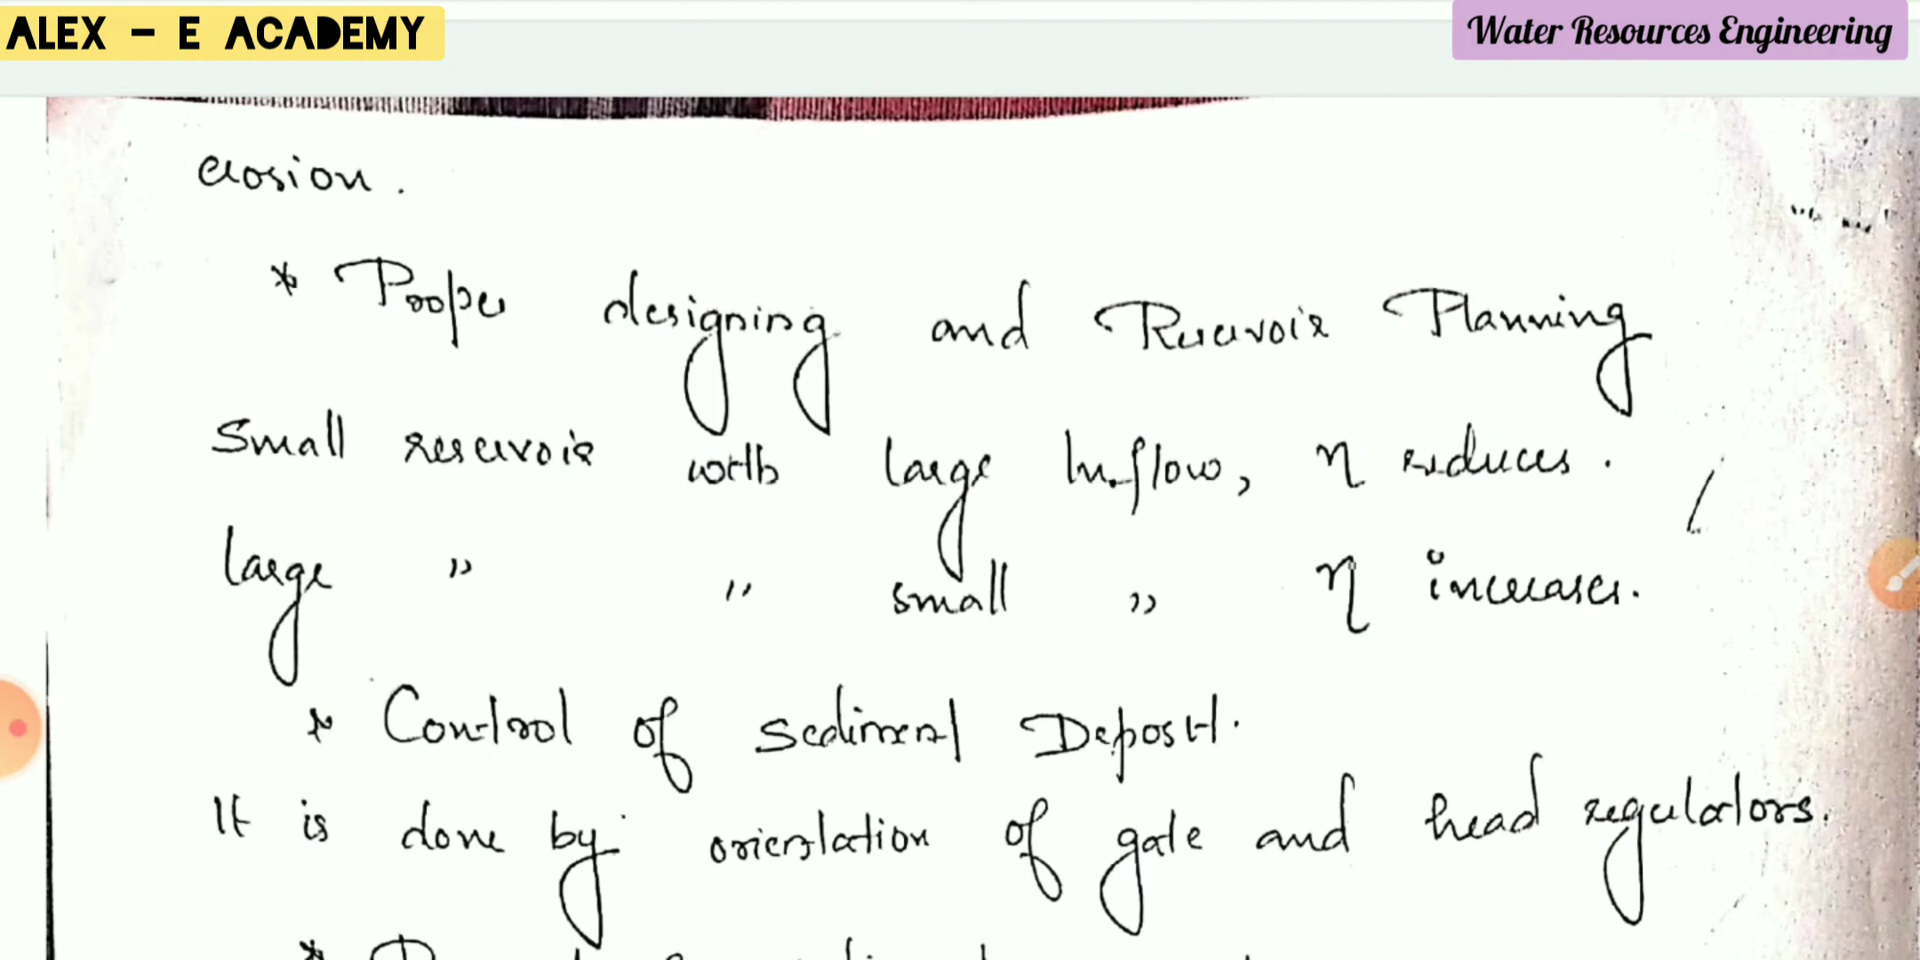 ALEX - E ACADEMY
Water Resources Engineering
erosion.
* Proper designing and Reservoir Planning
Small reservoir with large Inflow, η reduces.
large " " small " η increases.
* Control of sediment Deposit.
It is done by orientation of gate and head regulators.